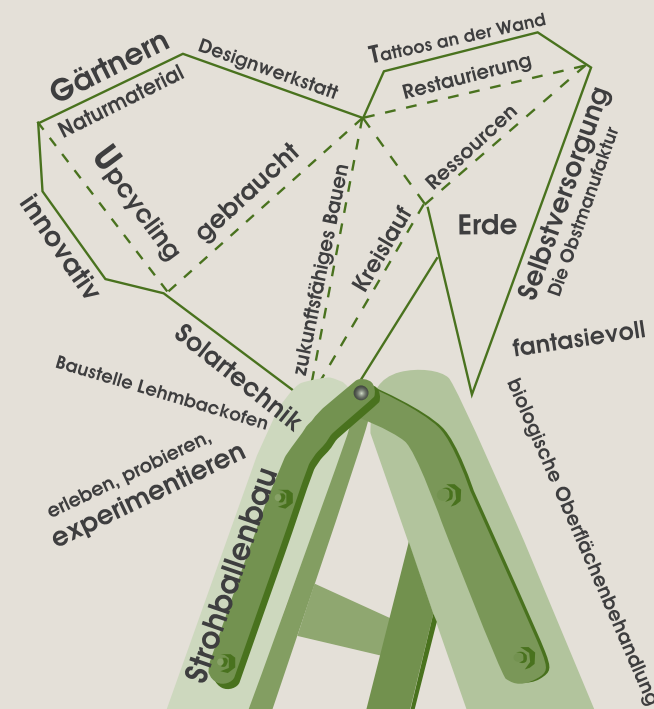 Gärtnern
Naturmaterial
Designwerkstatt
Tattoos an der Wand
Restaurierung
Ressourcen
Upcycling
gebraucht
innovativ
zukunftsfähiges Bauen
Kreislauf
Erde
Selbstversorgung
Die Obstmanufaktur
Solartechnik
fantasievoll
Baustelle Lehmbackofen
erleben, probieren,
experimentieren
Strohballenbau
biologische Oberflächenbehandlung